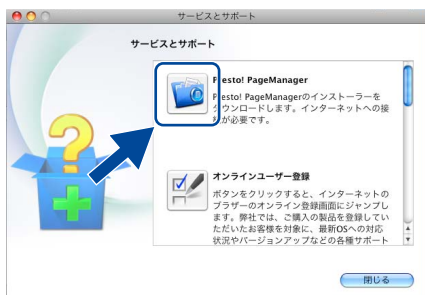 サービスとサポート
サービスとサポート
Presto! PageManager
Presto! PageManagerのインストーラーを
ダウンロードします。インターネットへの接
続が必要です。
オンラインユーザー登録
ボタンをクリックすると、インターネットの
ブラザーのオンライン登録画面にジャンプし
ます。弊社では、ご購入の製品を登録してい
ただいたお客様を対象に、最新OSへの対応
状況やバージョンアップなどの各種サポート
閉じる